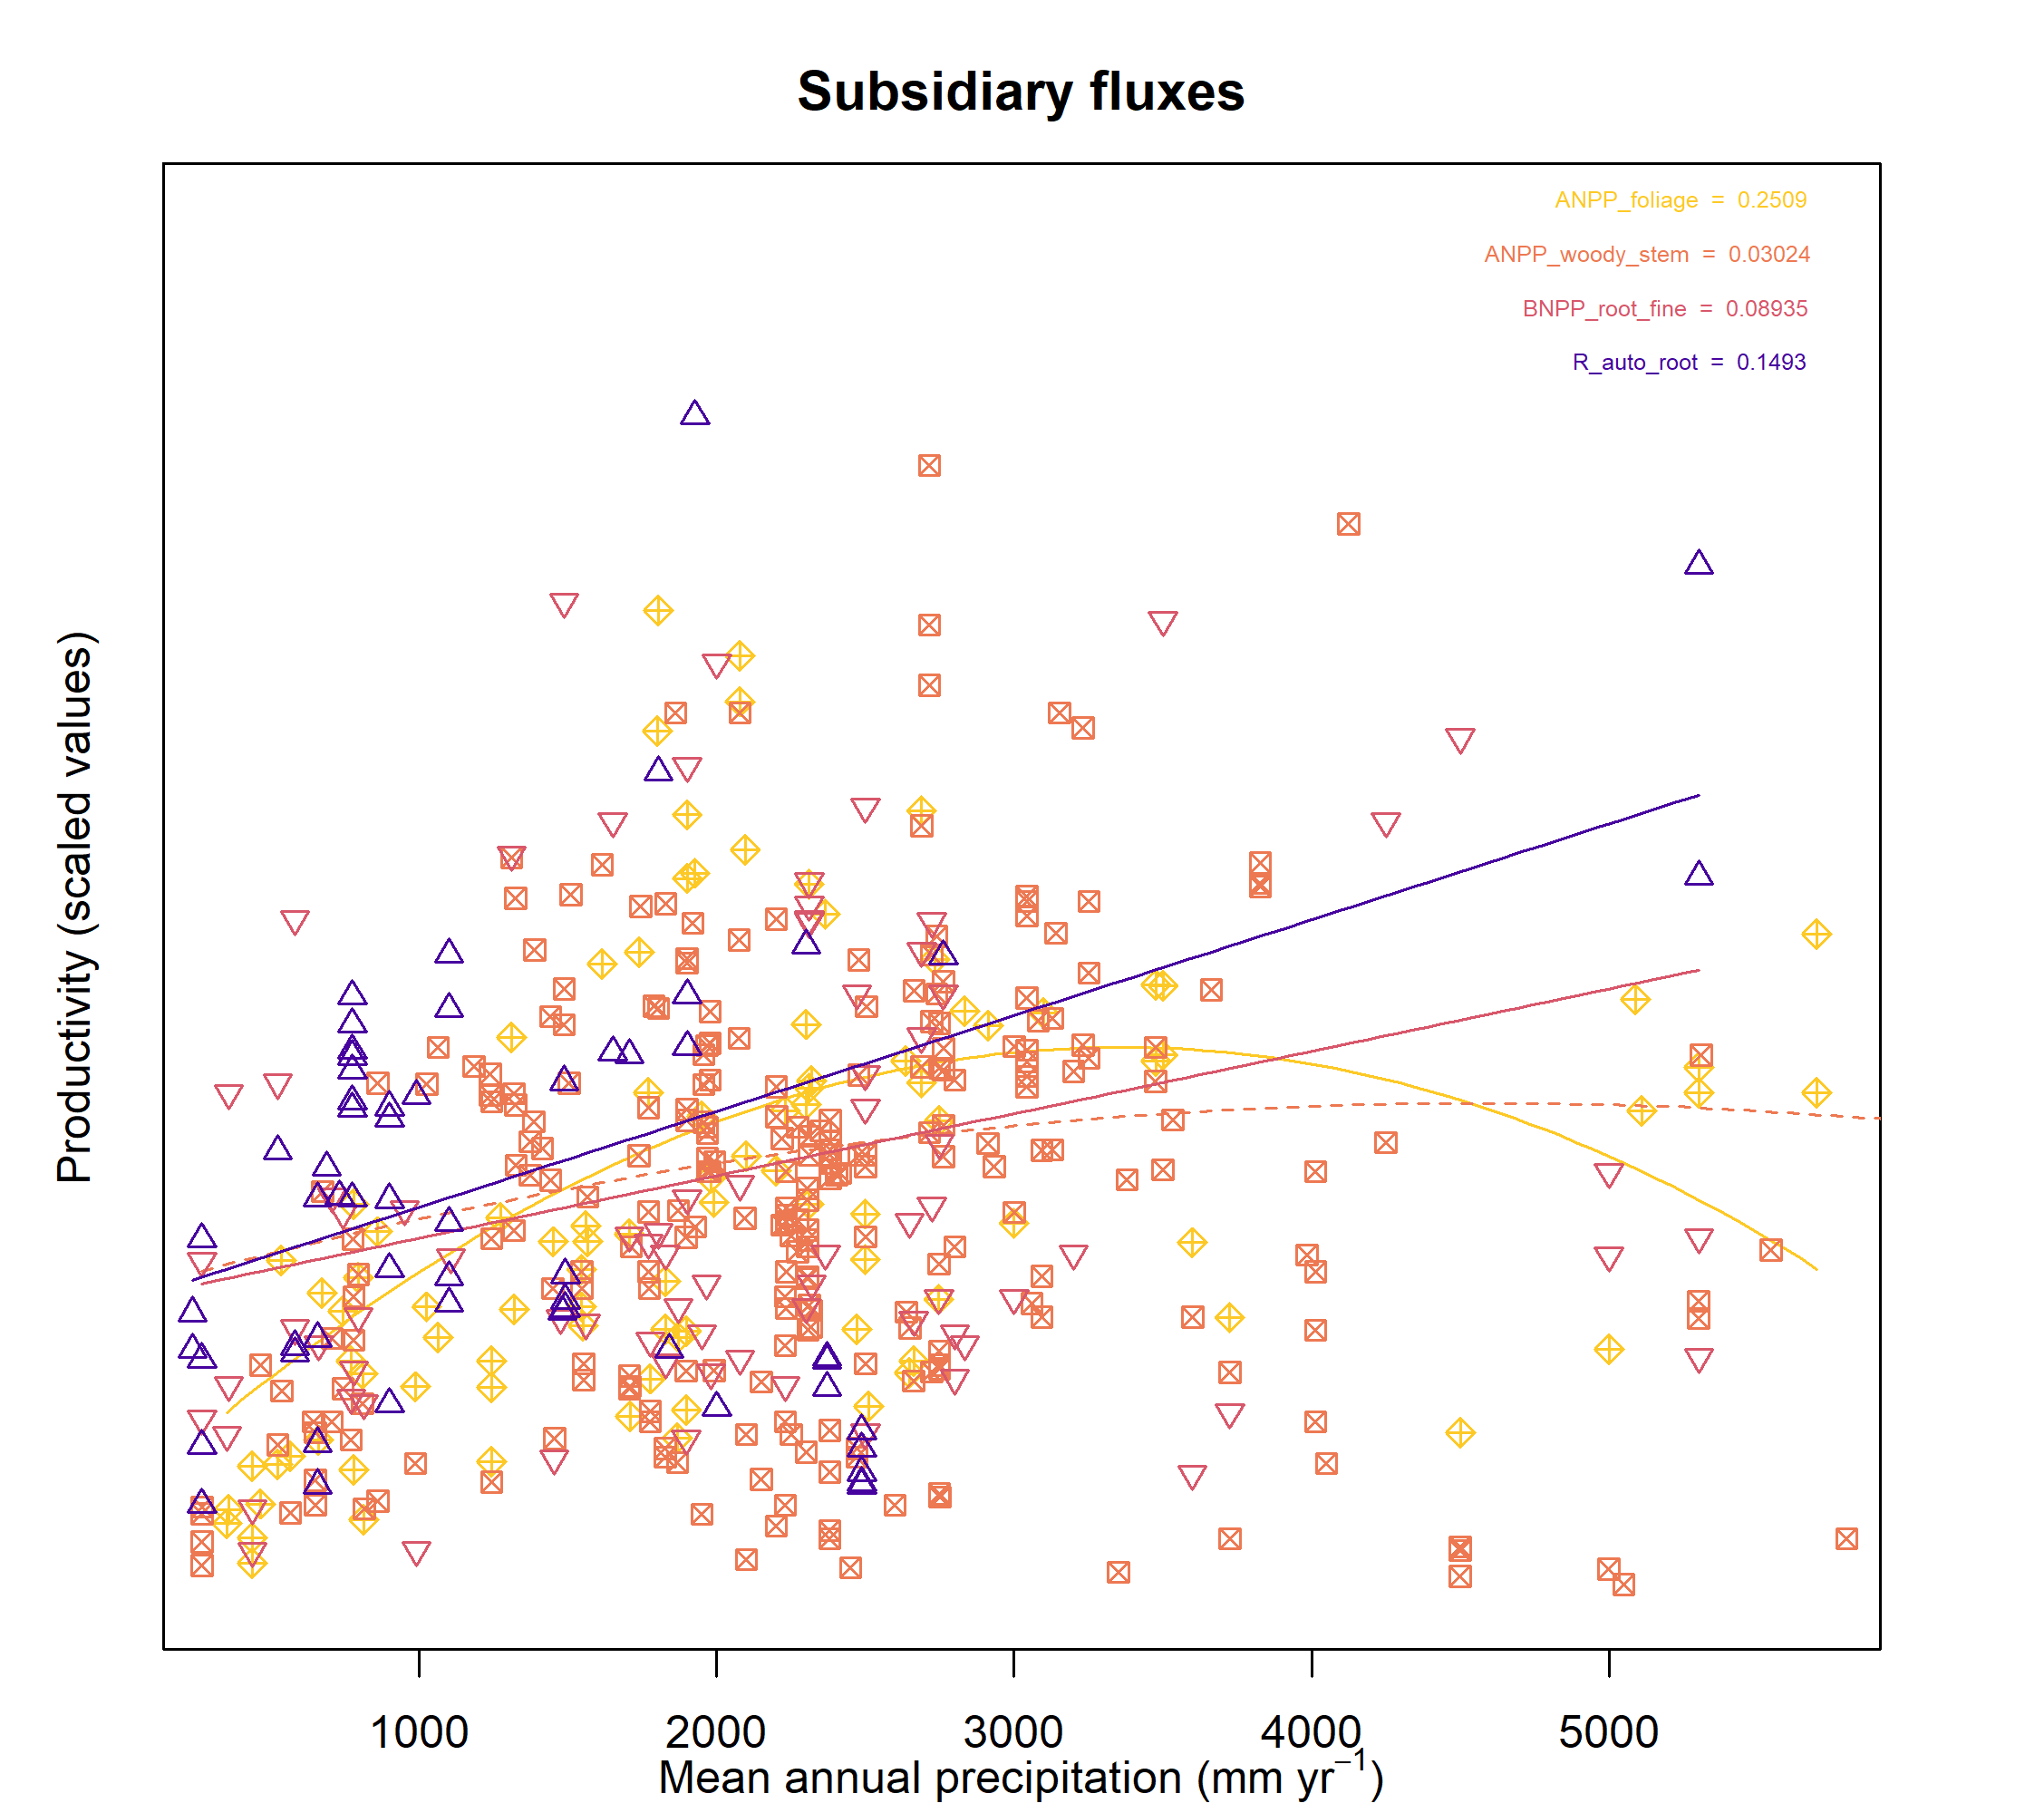 Subsidiary fluxes
ANPP_foliage = 0.2509
ANPP_woody_stem = 0.03024
BNPP_root_fine = 0.08935
R_auto_root = 0.1493
Productivity (scaled values)
1000 2000 3000 4000 5000
Mean annual precipitation (mm yr⁻¹)